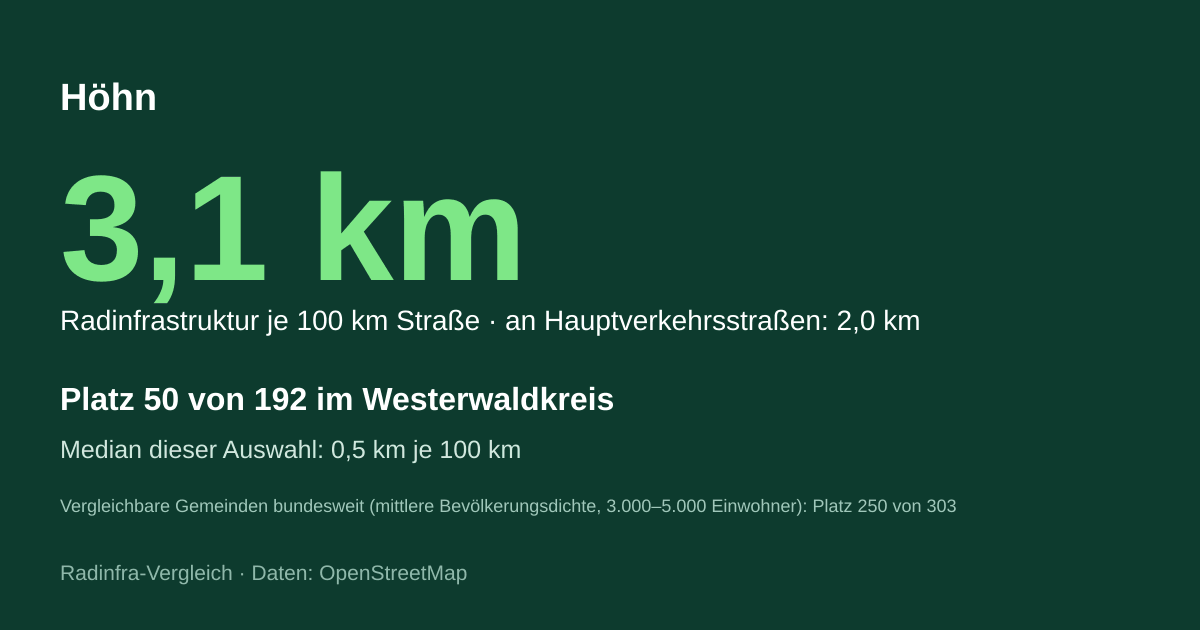 Höhn
3,1 km
Radinfrastruktur je 100 km Straße · an Hauptverkehrsstraßen: 2,0 km
Platz 50 von 192 im Westerwaldkreis
Median dieser Auswahl: 0,5 km je 100 km
Vergleichbare Gemeinden bundesweit (mittlere Bevölkerungsdichte, 3.000–5.000 Einwohner): Platz 250 von 303
Radinfra-Vergleich · Daten: OpenStreetMap